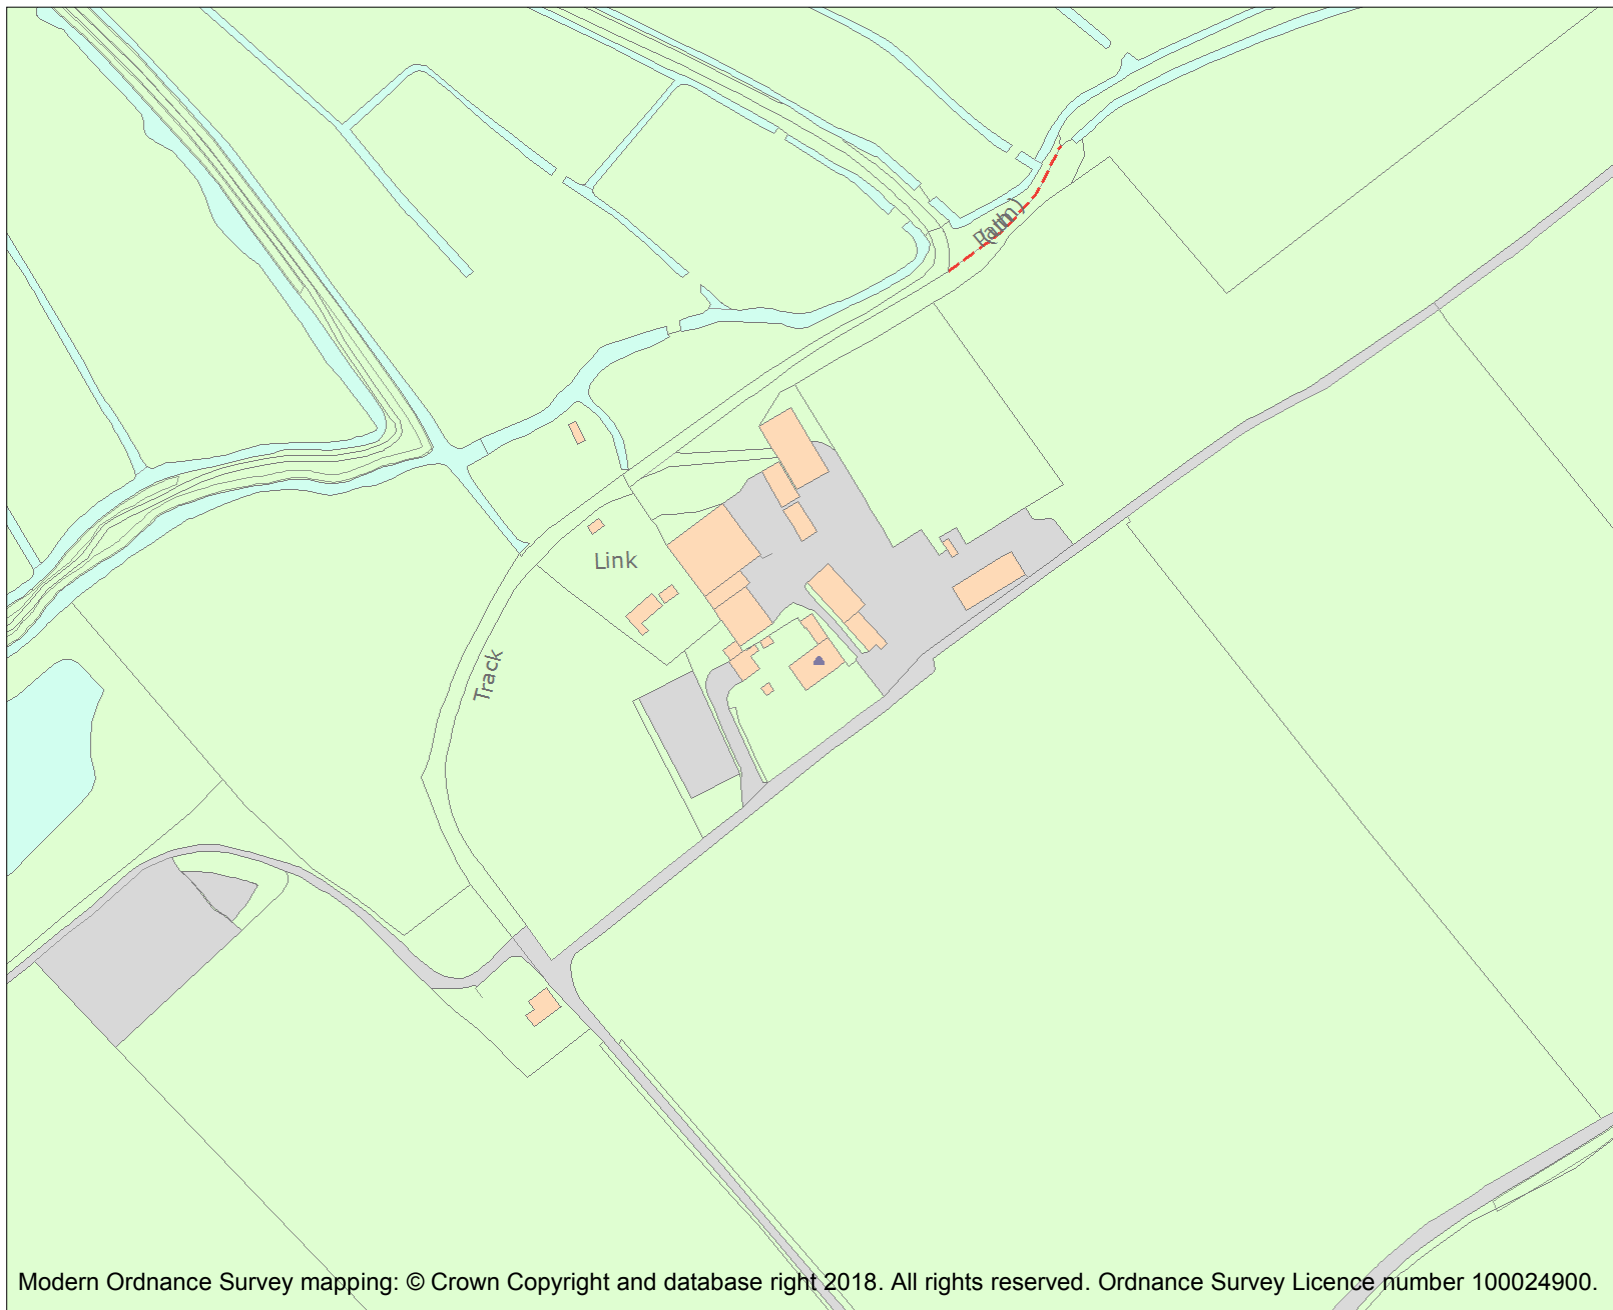 Path
(um)
Link
Track
Modern Ordnance Survey mapping: © Crown Copyright and database right 2018. All rights reserved. Ordnance Survey Licence number 100024900.